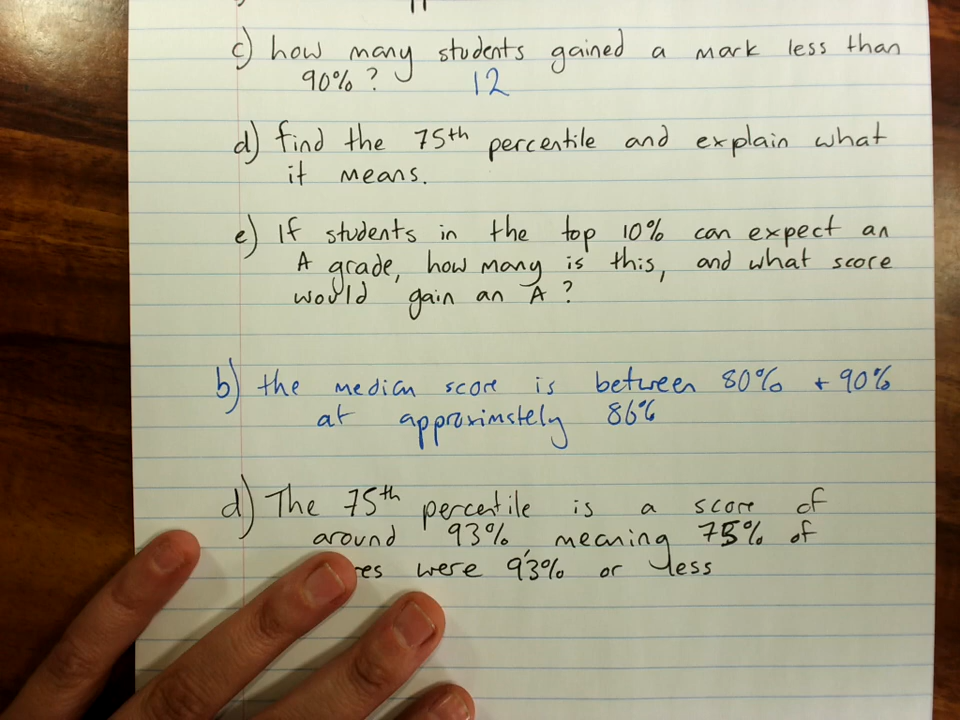 c) how many students gained a mark less than
90% ? 12
d) find the 75th percentile and explain what
it means.
e) If students in the top 10% can expect an
A grade, how many is this, and what score
would gain an A ?
b) the median score is between 80% + 90%
at approximstely 86%
d) The 75th percentile is a score of
around 93% meaning 75% of
were 93% or less